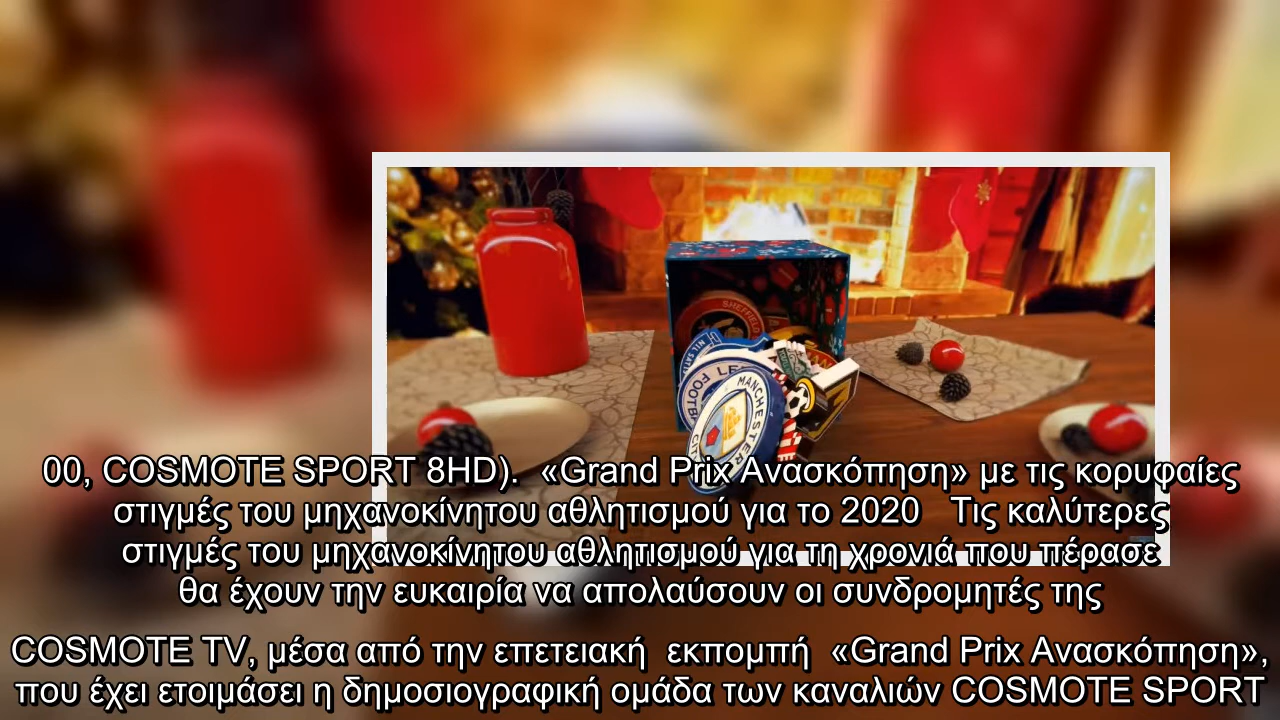 SHEFFIELD
MANCHESTER
00, COSMOTE SPORT 8HD).  «Grand Prix Ανασκόπηση» με τις κορυφαίες
στιγμές του μηχανοκίνητου αθλητισμού για το 2020   Τις καλύτερες
στιγμές του μηχανοκίνητου αθλητισμού για τη χρονιά που πέρασε
θα έχουν την ευκαιρία να απολαύσουν οι συνδρομητές της
COSMOTE TV, μέσα από την επετειακή  εκπομπή  «Grand Prix Ανασκόπηση»,
που έχει ετοιμάσει η δημοσιογραφική ομάδα των καναλιών COSMOTE SPORT